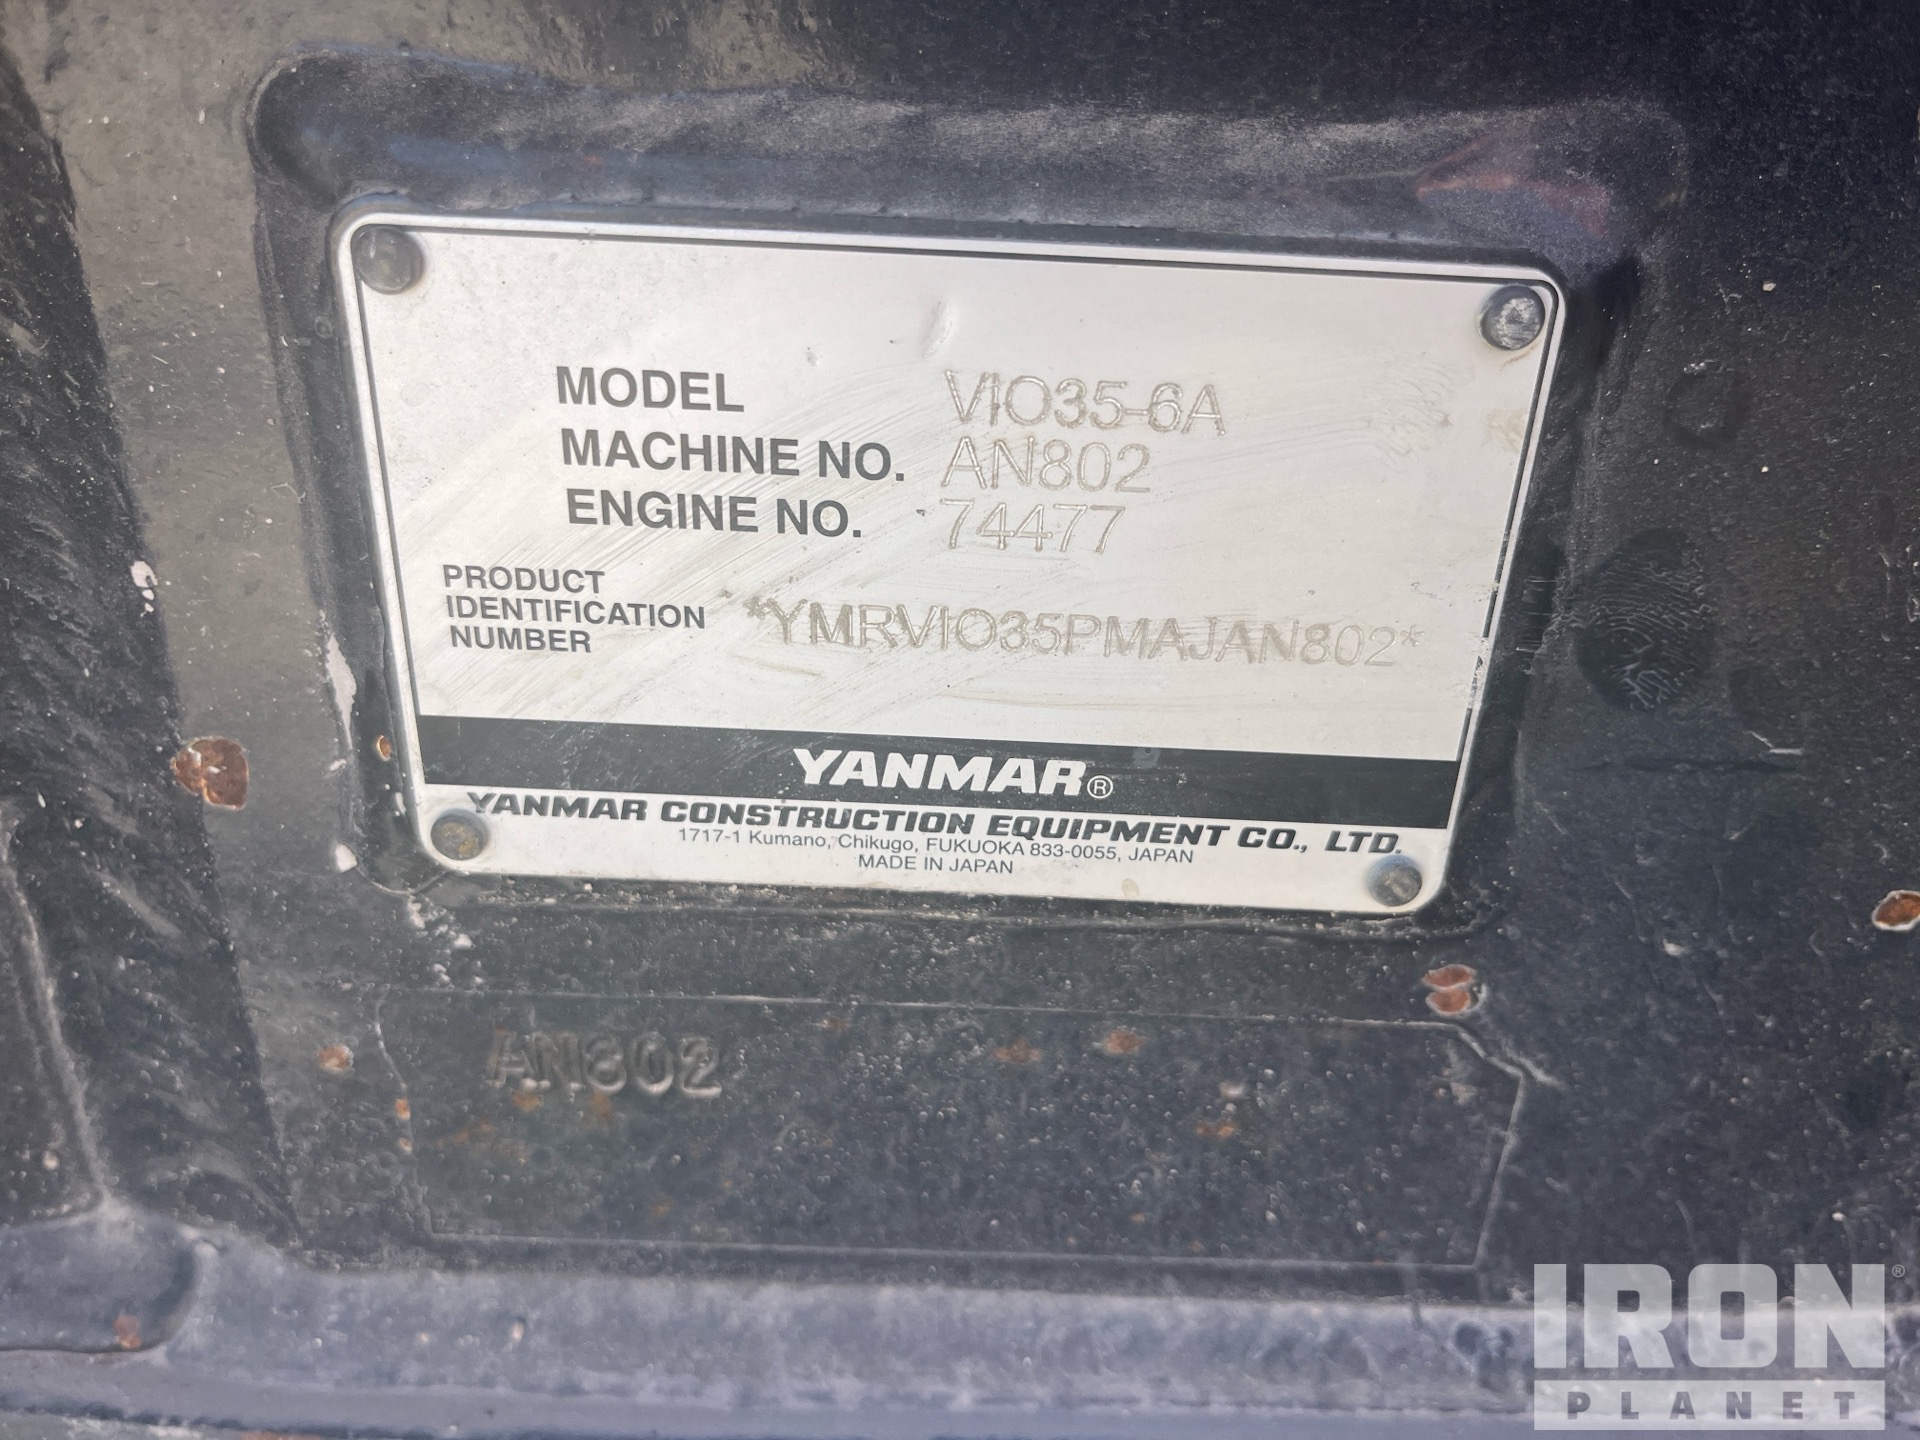 MODEL VIO35-6A
MACHINE NO. AN802
ENGINE NO. 74477
PRODUCT
IDENTIFICATION
NUMBER *YMRVIO35PMAJAN802*
YANMAR®
YANMAR CONSTRUCTION EQUIPMENT CO., LTD.
1717-1 Kumano, Chikugo, FUKUOKA 833-0055, JAPAN
MADE IN JAPAN
AN802
IRON®
PLANET